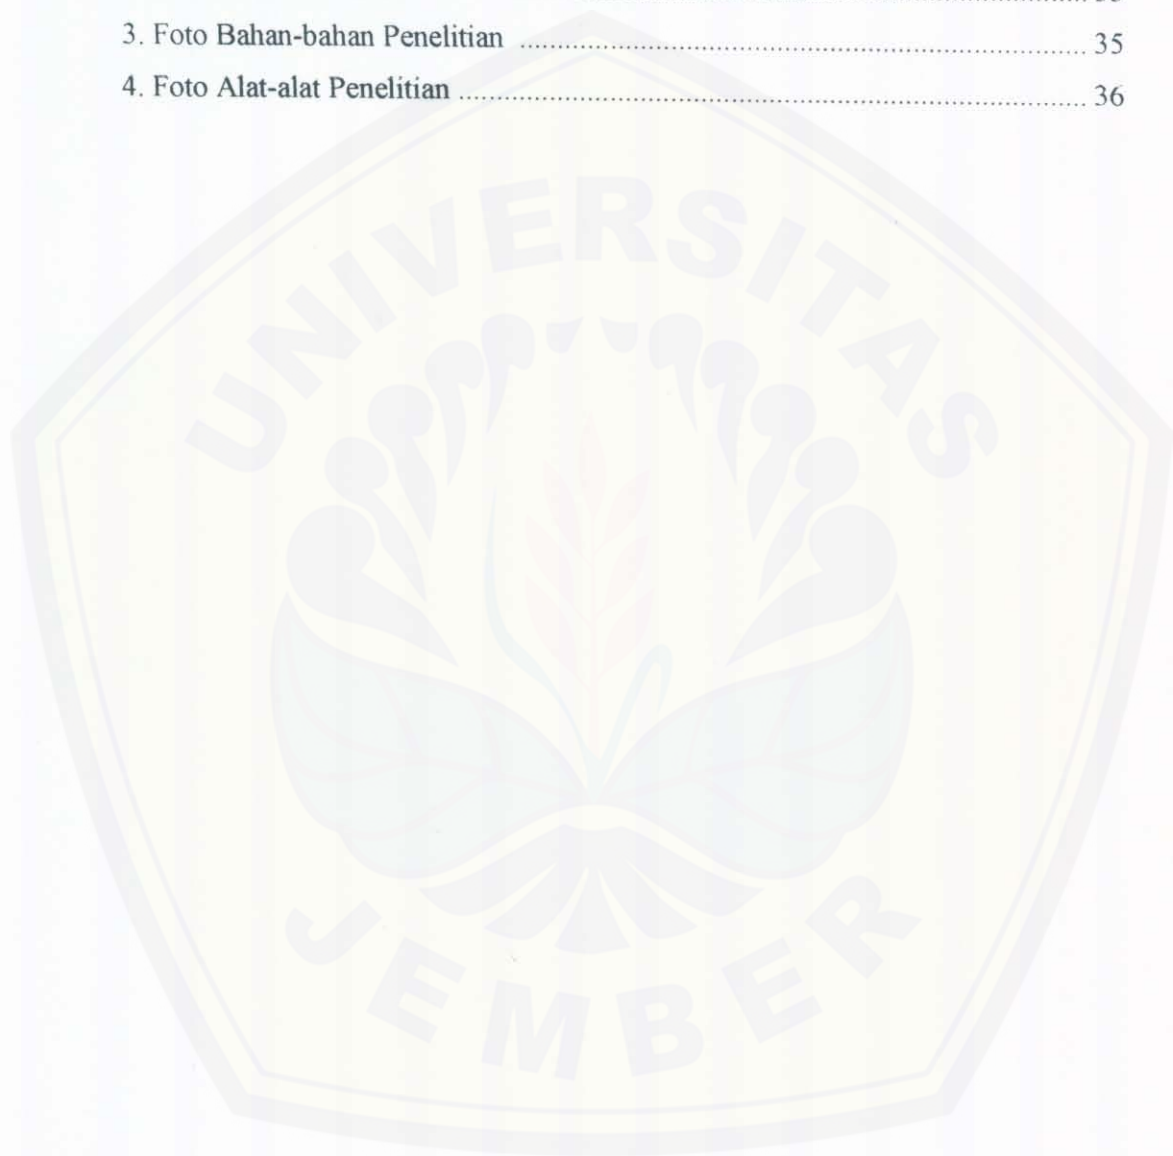 3. Foto Bahan-bahan Penelitian ........................................ 35
4. Foto Alat-alat Penelitian ........................................ 36
UNIVERSITAS
JEMBER